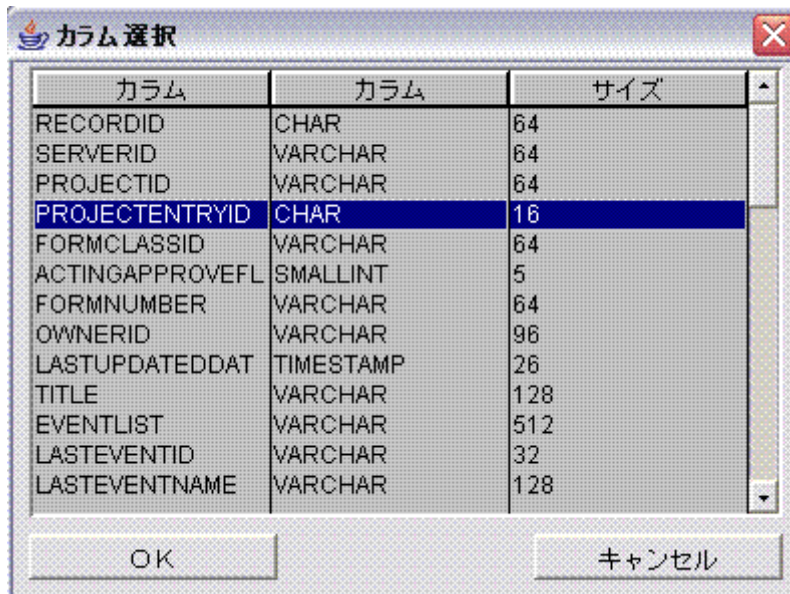 カラム選択
カラム カラム サイズ
RECORDID CHAR 64
SERVERID VARCHAR 64
PROJECTID VARCHAR 64
PROJECTENTRYID CHAR 16
FORMCLASSID VARCHAR 64
ACTINGAPPROVEFL SMALLINT 5
FORMNUMBER VARCHAR 64
OWNERID VARCHAR 96
LASTUPDATEDDAT TIMESTAMP 26
TITLE VARCHAR 128
EVENTLIST VARCHAR 512
LASTEVENTID VARCHAR 32
LASTEVENTNAME VARCHAR 128
OK キャンセル